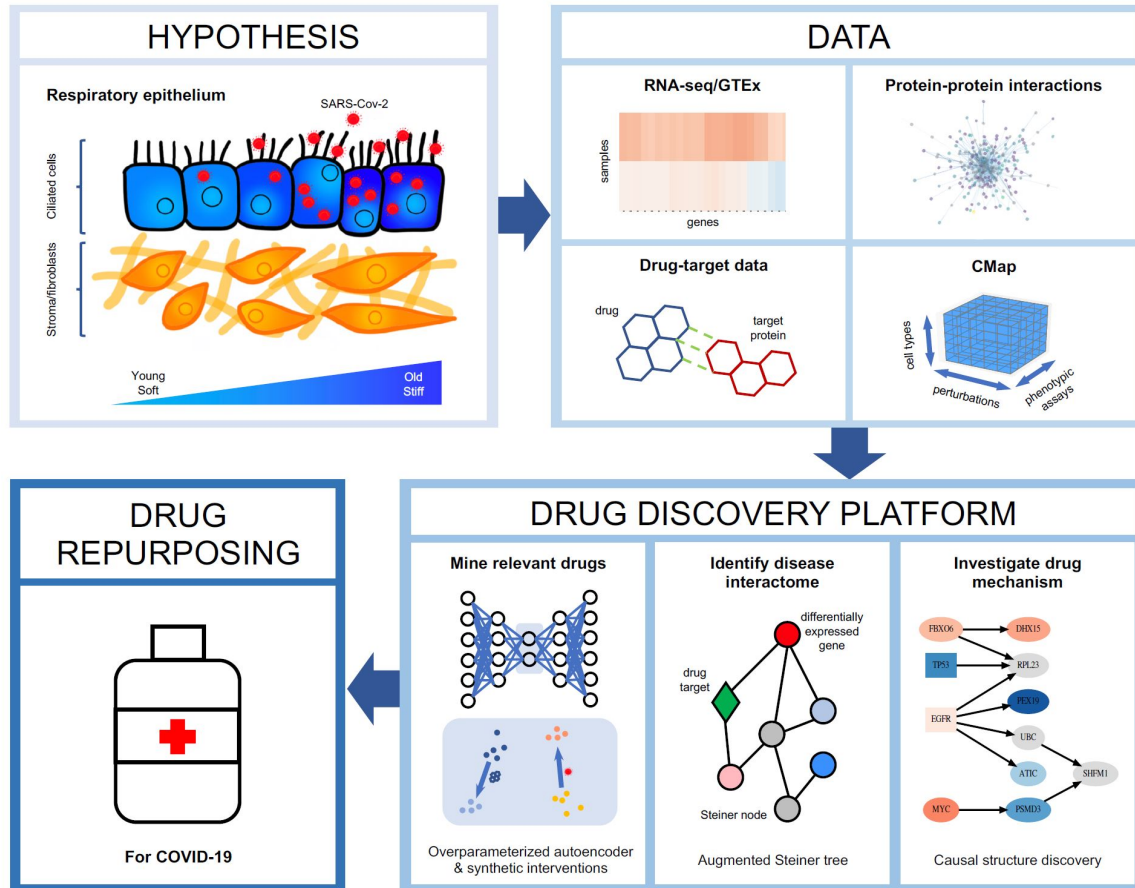 HYPOTHESIS
Respiratory epithelium
SARS-Cov-2
Ciliated cells
Stroma/fibroblasts
Young
Soft
Old
Stiff
DATA
RNA-seq/GTEx
samples
genes
Protein-protein interactions
Drug-target data
drug
target
protein
CMap
cell types
perturbations
phenotypic
assays
DRUG DISCOVERY PLATFORM
Mine relevant drugs
Overparameterized autoencoder
& synthetic interventions
Identify disease
interactome
differentially
expressed
gene
drug
target
Steiner node
Augmented Steiner tree
Investigate drug
mechanism
FBXO6
DHX15
TP53
RPL23
PEX19
EGFR
UBC
ATIC
SHFM1
MYC
PSMD3
Causal structure discovery
DRUG
REPURPOSING
For COVID-19